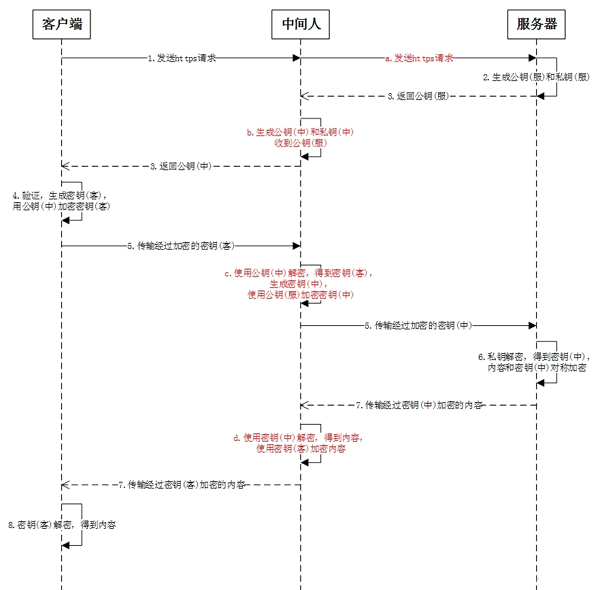 客户端
中间人
服务器
1.发送https请求
a.发送https请求
2.生成公钥(服)和私钥(服)
3.返回公钥(服)
b.生成公钥(中)和私钥(中)
收到公钥(服)
3.返回公钥(中)
4.验证，生成密钥(客)，
用公钥(中)加密密钥(客)
5.传输经过加密的密钥(客)
c.使用公钥(中)解密，得到密钥(客)，
生成密钥(中)，
使用公钥(服)加密密钥(中)
5.传输经过加密的密钥(中)
6.私钥解密，得到密钥(中)，
内容和密钥(中)对称加密
7.传输经过密钥(中)加密的内容
d.使用密钥(中)解密，得到内容，
使用密钥(客)加密内容
7.传输经过密钥(客)加密的内容
8.密钥(客)解密，得到内容